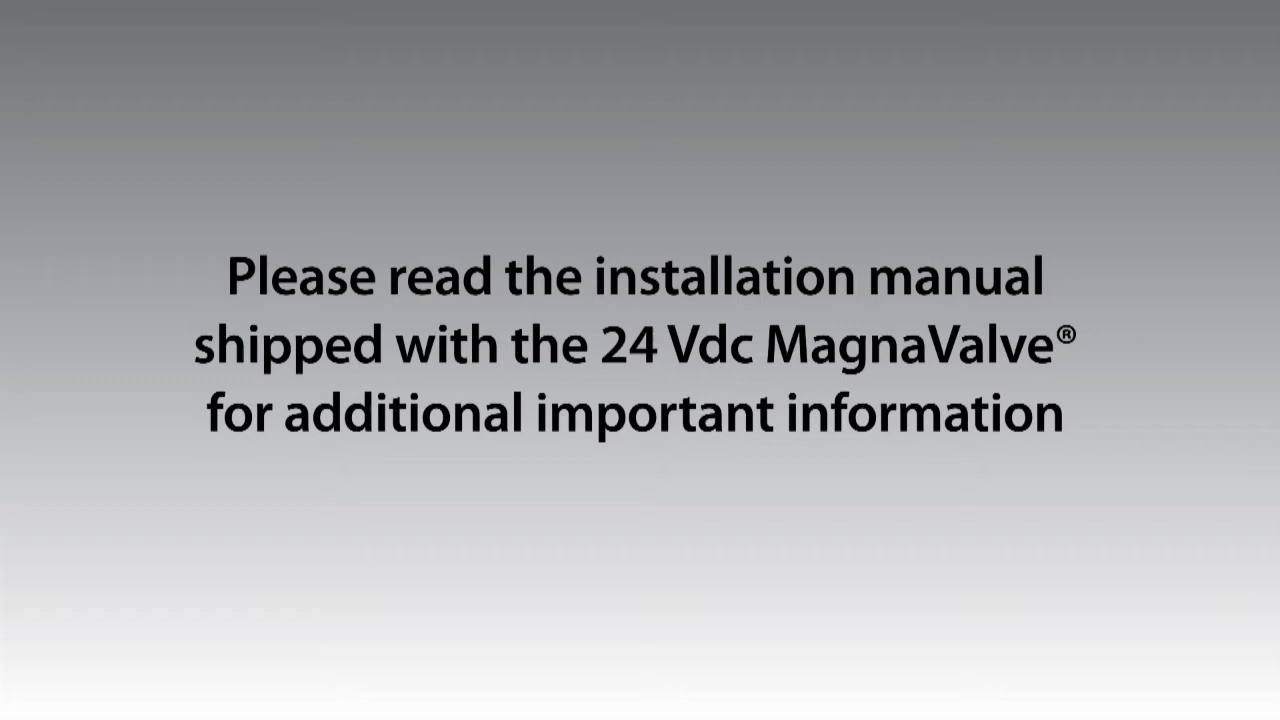 Please read the installation manual
shipped with the 24 Vdc MagnaValve®
for additional important information